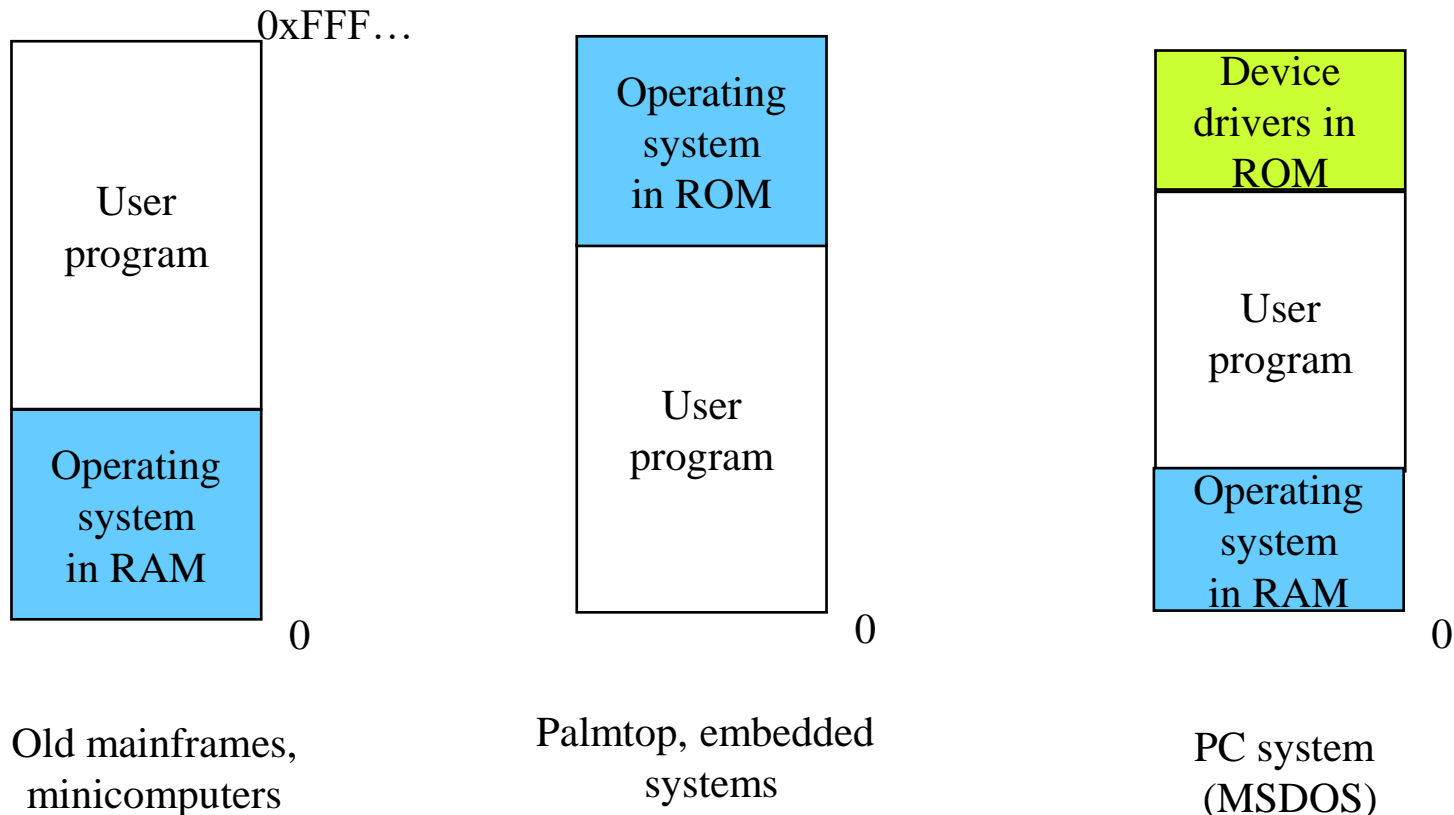 0xFFF…
User
program
Operating
system
in RAM
0
Old mainframes,
minicomputers
Operating
system
in ROM
User
program
0
Palmtop, embedded
systems
Device
drivers in
ROM
User
program
Operating
system
in RAM
0
PC system
(MSDOS)